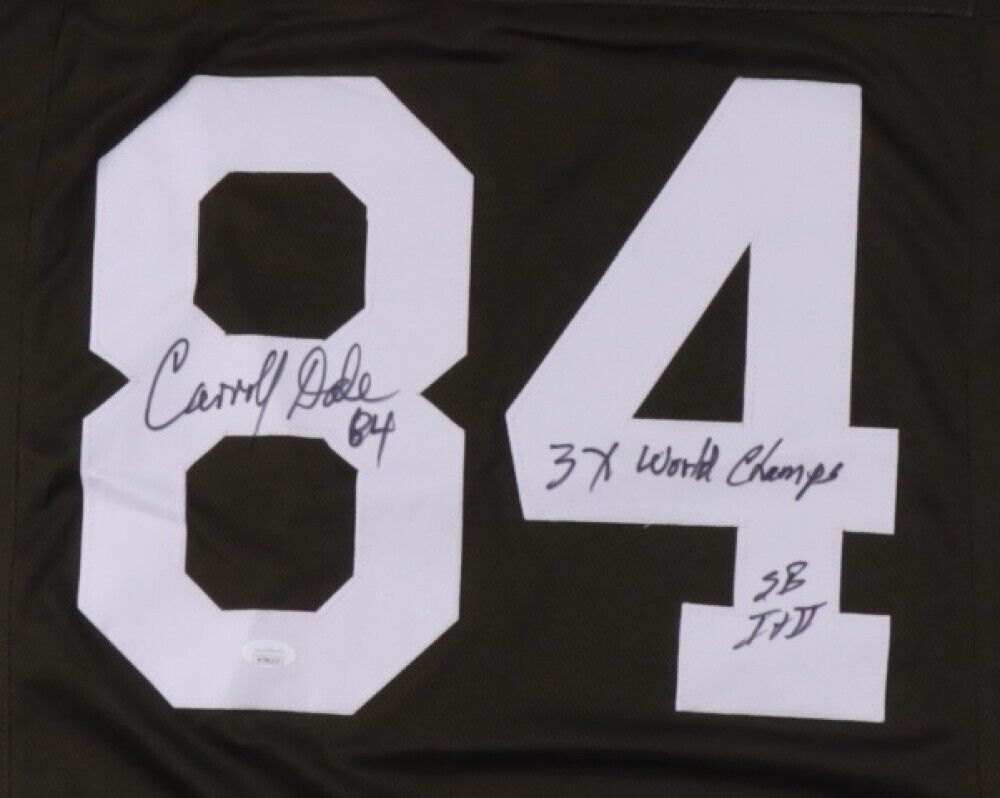 84
Carroll Dale
84
3X World Champs
SB
I & II